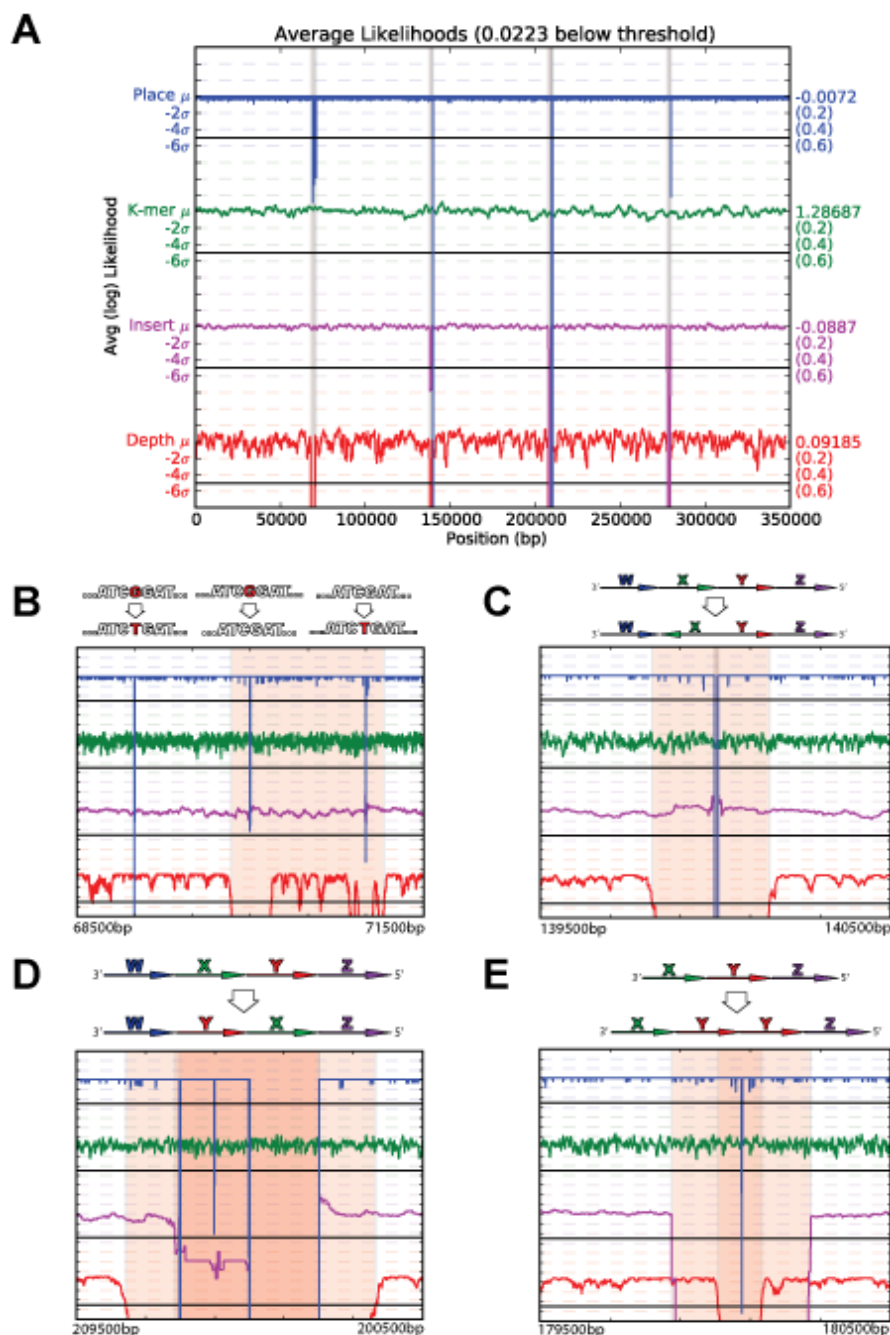 A
Average Likelihoods (0.0223 below threshold)
Place μ
-2σ
-4σ
-6σ
K-mer μ
-2σ
-4σ
-6σ
Insert μ
-2σ
-4σ
-6σ
Depth μ
-2σ
-4σ
-6σ
Avg (log) Likelihood
-0.0072
(0.2)
(0.4)
(0.6)
1.28687
(0.2)
(0.4)
(0.6)
-0.0887
(0.2)
(0.4)
(0.6)
0.09185
(0.2)
(0.4)
(0.6)
0 50000 100000 150000 200000 250000 300000 350000
Position (bp)
B
...ATCGGAT... ...ATCGGAT... ...ATCGAT...
...ATCTGAT... ...ATCGAT... ...ATCTGAT...
68500bp 71500bp
C
3' W X Y Z 5'
3' W X Y Z 5'
139500bp 140500bp
D
3' W X Y Z 5'
3' W Y X Z 5'
209500bp 200500bp
E
3' X Y Z 5'
3' X Y Y Z 5'
179500bp 180500bp